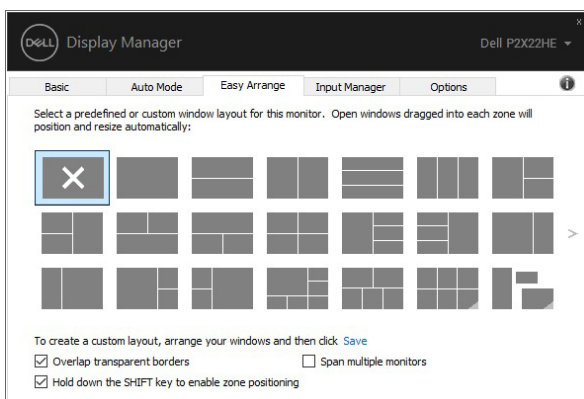 DELL Display Manager
Dell P2X22HE
Basic
Auto Mode
Easy Arrange
Input Manager
Options
Select a predefined or custom window layout for this monitor. Open windows dragged into each zone will
position and resize automatically:
To create a custom layout, arrange your windows and then click Save
Overlap transparent borders
Span multiple monitors
Hold down the SHIFT key to enable zone positioning